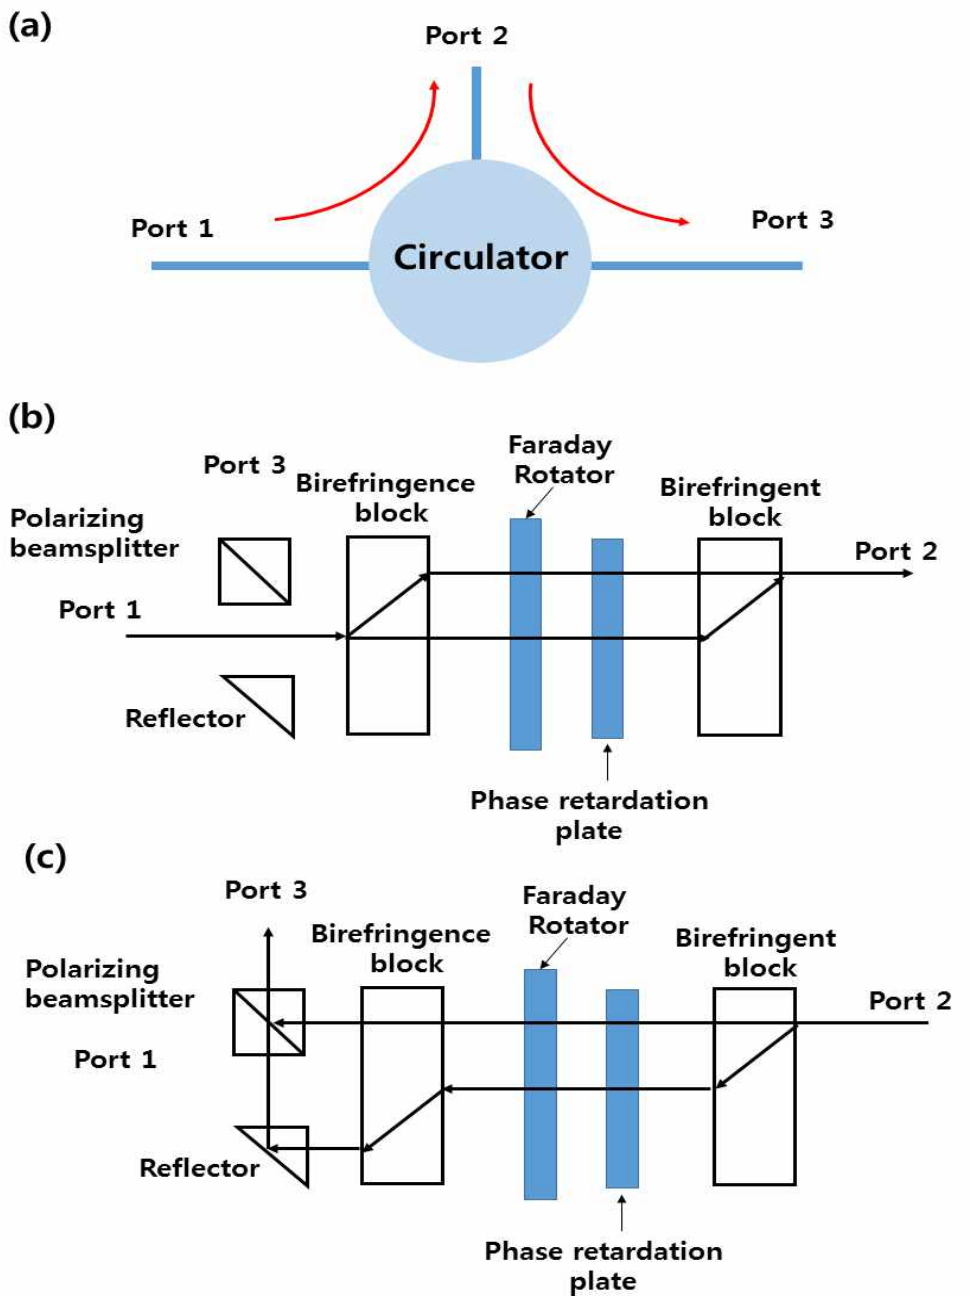 (a)
Port 2
Port 1
Port 3
Circulator
(b)
Port 3
Faraday
Rotator
Birefringence
block
Birefringent
block
Polarizing
beamsplitter
Port 2
Port 1
Reflector
Phase retardation
plate
(c)
Port 3
Faraday
Rotator
Birefringence
block
Birefringent
block
Polarizing
beamsplitter
Port 2
Port 1
Reflector
Phase retardation
plate